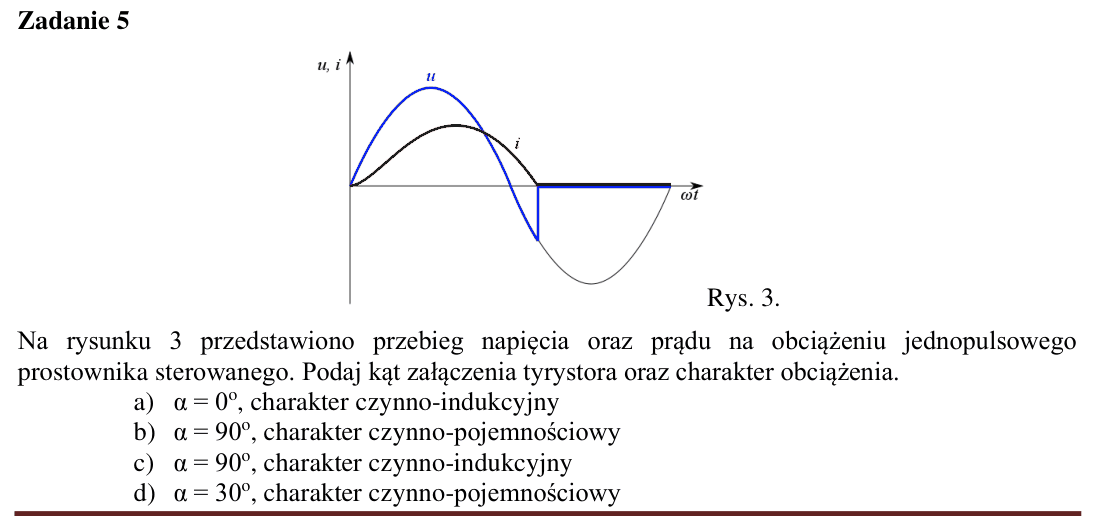 Zadanie 5
u, i
u
i
ωt
Rys. 3.
Na rysunku 3 przedstawiono przebieg napięcia oraz prądu na obciążeniu jednopulsowego
prostownika sterowanego. Podaj kąt załączenia tyrystora oraz charakter obciążenia.
a) α = 0º, charakter czynno-indukcyjny
b) α = 90º, charakter czynno-pojemnościowy
c) α = 90º, charakter czynno-indukcyjny
d) α = 30º, charakter czynno-pojemnościowy